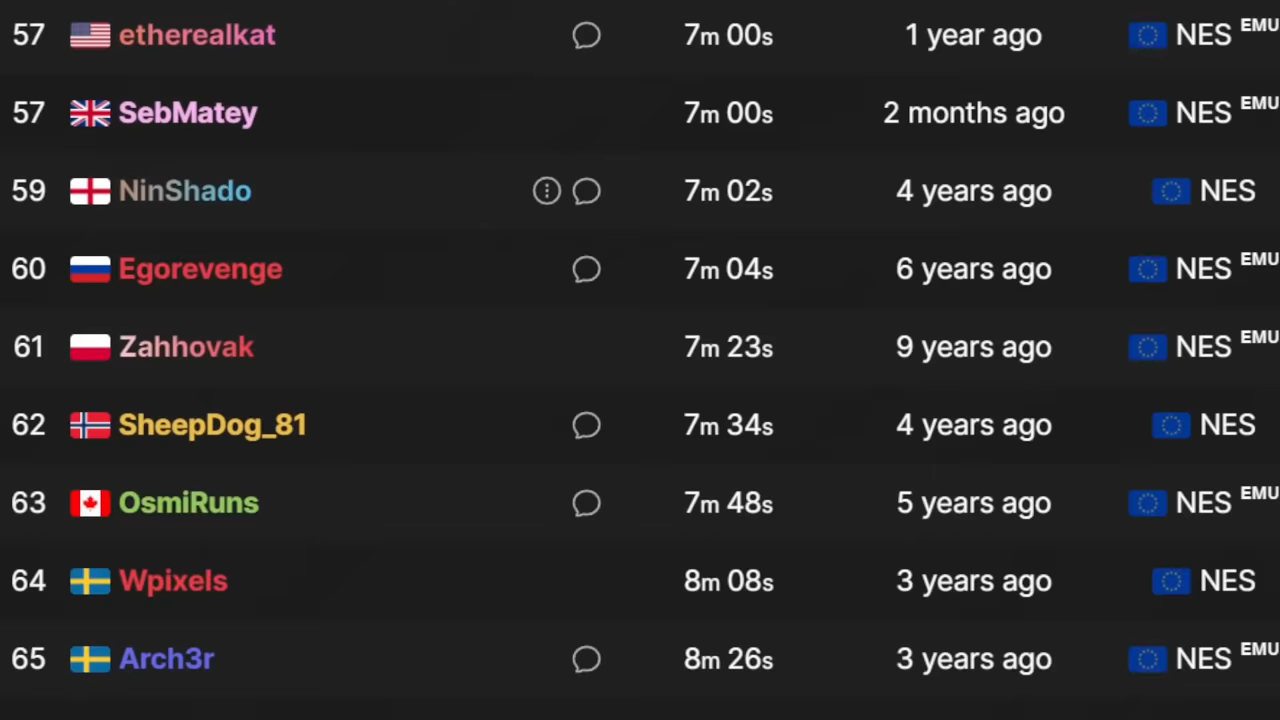 57 etherealkat 7m 00s 1 year ago NES EMU
57 SebMatey 7m 00s 2 months ago NES EMU
59 NinShado 7m 02s 4 years ago NES
60 Egorevenge 7m 04s 6 years ago NES EMU
61 Zahhovak 7m 23s 9 years ago NES EMU
62 SheepDog_81 7m 34s 4 years ago NES
63 OsmiRuns 7m 48s 5 years ago NES EMU
64 Wpixels 8m 08s 3 years ago NES
65 Arch3r 8m 26s 3 years ago NES EMU